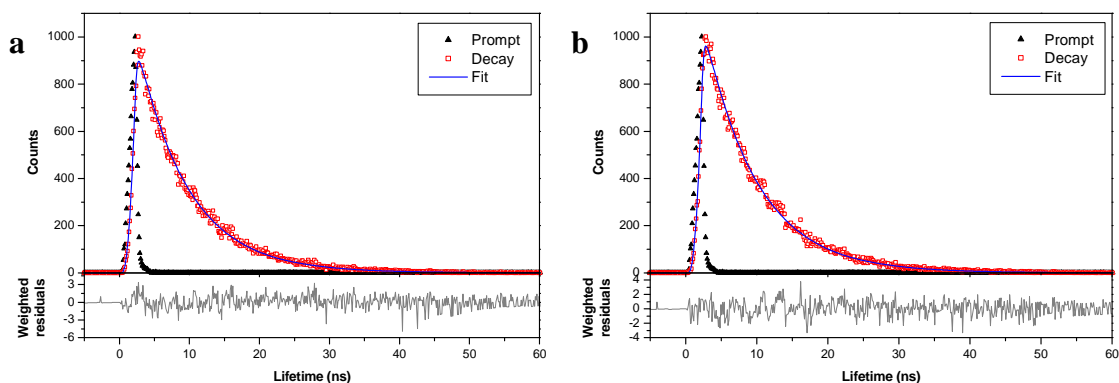 a
1000
800
600
400
200
0
Counts
Prompt
Decay
Fit
3
0
-3
-6
Weighted
residuals
0 10 20 30 40 50 60
Lifetime (ns)
b
1000
800
600
400
200
0
Counts
Prompt
Decay
Fit
4
2
0
-2
-4
Weighted
residuals
0 10 20 30 40 50 60
Lifetime (ns)